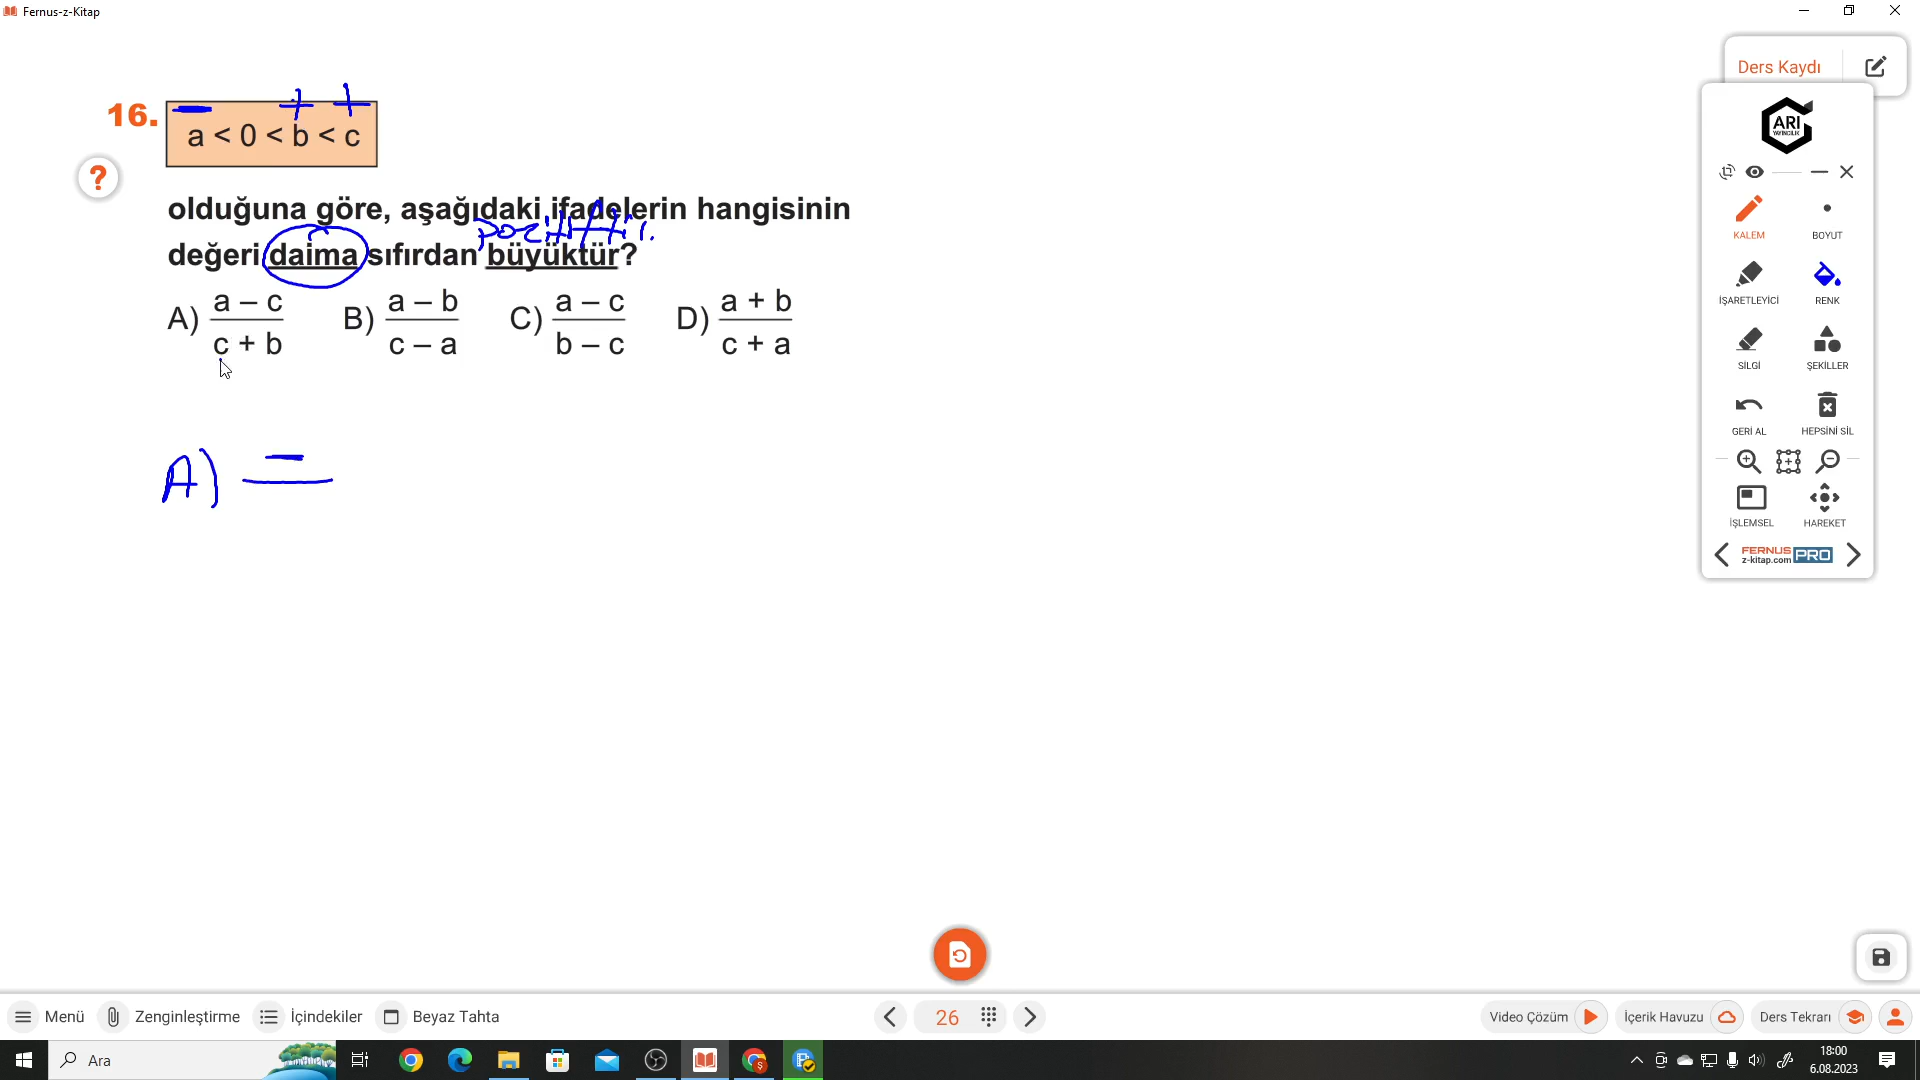 Fernus-z-Kitap
Ders Kaydı
16.
a < 0 < b < c
?
olduğuna göre, aşağıdaki ifadelerin hangisinin
pozitiftir.
değeri daima sıfırdan büyüktür?
A) (a – c)/(c + b) B) (a – b)/(c – a) C) (a – c)/(b – c) D) (a + b)/(c + a)
A)
ARI
YAYINCILIK
KALEM
BOYUT
İŞARETLEYİCİ
RENK
SİLGİ
ŞEKİLLER
GERİ AL
HEPSİNİ SİL
İŞLEMSEL
HAREKET
FERNUS PRO
z-kitap.com
Menü Zenginleştirme İçindekiler Beyaz Tahta 26 Video Çözüm İçerik Havuzu Ders Tekrarı
Ara
18:00
6.08.2023